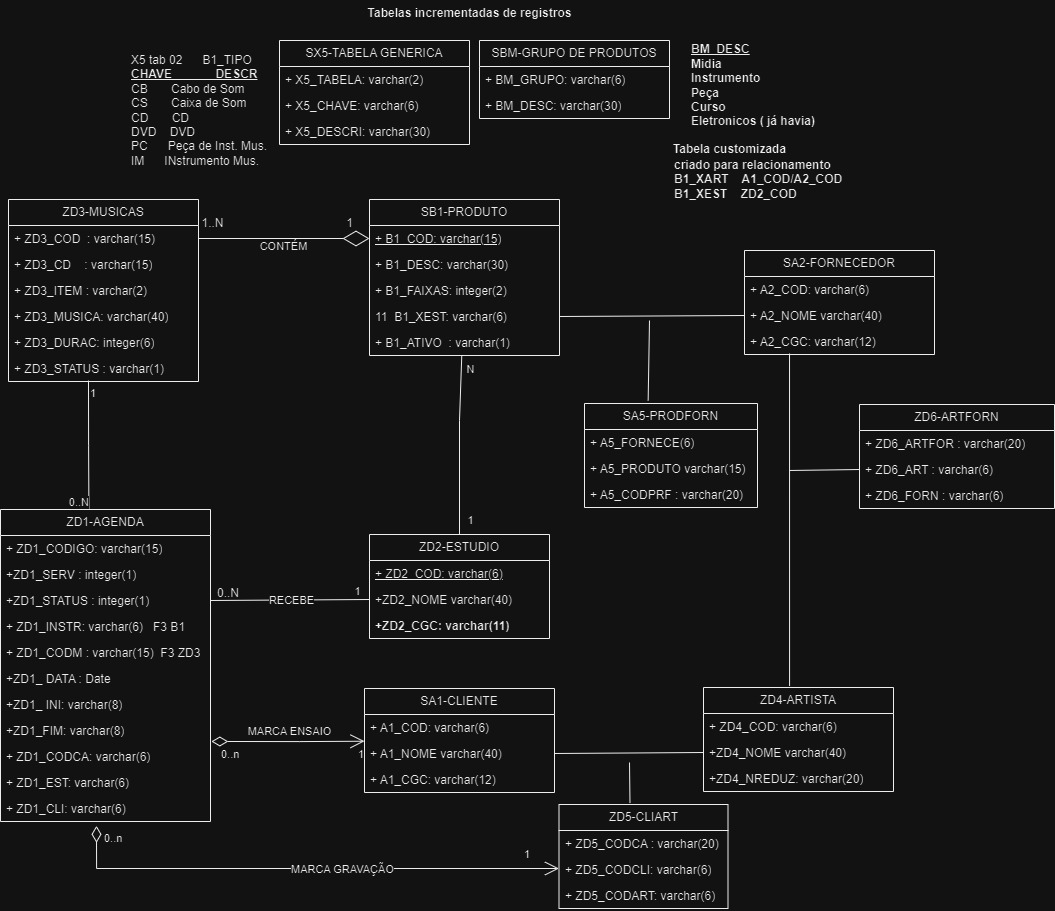 Tabelas incrementadas de registros
X5 tab 02 B1_TIPO
CHAVE DESCR
CB Cabo de Som
CS Caixa de Som
CD CD
DVD DVD
PC Peça de Inst. Mus.
IM INstrumento Mus.
SX5-TABELA GENERICA
+ X5_TABELA: varchar(2)
+ X5_CHAVE: varchar(6)
+ X5_DESCRI: varchar(30)
SBM-GRUPO DE PRODUTOS
+ BM_GRUPO: varchar(6)
+ BM_DESC: varchar(30)
BM_DESC
Midia
Instrumento
Peça
Curso
Eletronicos ( já havia)
Tabela customizada
criado para relacionamento
B1_XART A1_COD/A2_COD
B1_XEST ZD2_COD
ZD3-MUSICAS
+ ZD3_COD : varchar(15)
+ ZD3_CD : varchar(15)
+ ZD3_ITEM : varchar(2)
+ ZD3_MUSICA: varchar(40)
+ ZD3_DURAC: integer(6)
+ ZD3_STATUS : varchar(1)
1..N
CONTÉM
1
SB1-PRODUTO
+ B1_COD: varchar(15)
+ B1_DESC: varchar(30)
+ B1_FAIXAS: integer(2)
11 B1_XEST: varchar(6)
+ B1_ATIVO : varchar(1)
SA2-FORNECEDOR
+ A2_COD: varchar(6)
+ A2_NOME varchar(40)
+ A2_CGC: varchar(12)
SA5-PRODFORN
+ A5_FORNECE(6)
+ A5_PRODUTO varchar(15)
+ A5_CODPRF : varchar(20)
ZD6-ARTFORN
+ ZD6_ARTFOR : varchar(20)
+ ZD6_ART : varchar(6)
+ ZD6_FORN : varchar(6)
1
0..N
N
1
ZD1-AGENDA
+ ZD1_CODIGO: varchar(15)
+ZD1_SERV : integer(1)
+ZD1_STATUS : integer(1)
+ ZD1_INSTR: varchar(6) F3 B1
+ ZD1_CODM : varchar(15) F3 ZD3
+ZD1_ DATA : Date
+ZD1_ INI: varchar(8)
+ZD1_FIM: varchar(8)
+ ZD1_CODCA: varchar(6)
+ ZD1_EST: varchar(6)
+ ZD1_CLI: varchar(6)
0..N
RECEBE
1
ZD2-ESTUDIO
+ ZD2_COD: varchar(6)
+ZD2_NOME varchar(40)
+ZD2_CGC: varchar(11)
MARCA ENSAIO
0..n
1
SA1-CLIENTE
+ A1_COD: varchar(6)
+ A1_NOME varchar(40)
+ A1_CGC: varchar(12)
ZD4-ARTISTA
+ ZD4_COD: varchar(6)
+ZD4_NOME varchar(40)
+ZD4_NREDUZ: varchar(20)
0..n
MARCA GRAVAÇÃO
1
ZD5-CLIART
+ ZD5_CODCA : varchar(20)
+ ZD5_CODCLI: varchar(6)
+ ZD5_CODART: varchar(6)